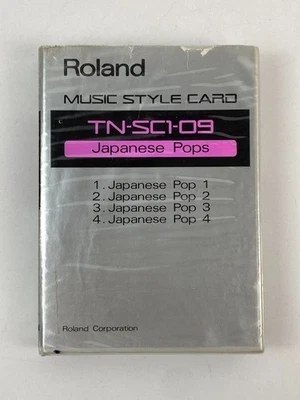 Roland
MUSIC STYLE CARD
TN-SC1-09
Japanese Pops
1. Japanese Pop 1
2. Japanese Pop 2
3. Japanese Pop 3
4. Japanese Pop 4
Roland Corporation